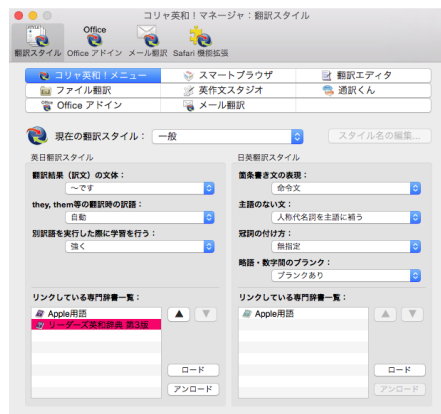 コリャ英和！マネージャ：翻訳スタイル
Office
翻訳スタイル Office アドイン メール翻訳 Safari 機能拡張
コリャ英和！メニュー スマートブラウザ 翻訳エディタ
ファイル翻訳 英作文スタジオ 通訳くん
Office アドイン メール翻訳
現在の翻訳スタイル： 一般 スタイル名の編集...
英日翻訳スタイル 日英翻訳スタイル
翻訳結果（訳文）の文体： 箇条書き文の表現：
〜です 命令文
they, them等の翻訳時の訳語： 主語のない文：
自動 人称代名詞を主語に補う
別訳語を実行した際に学習を行う： 冠詞の付け方：
強く 無指定
略語・数字間のブランク：
ブランクあり
リンクしている専門辞書一覧： リンクしている専門辞書一覧：
Apple用語 ▲ ▼ Apple用語 ▲ ▼
リーダーズ英和辞典 第3版
ロード ロード
アンロード アンロード